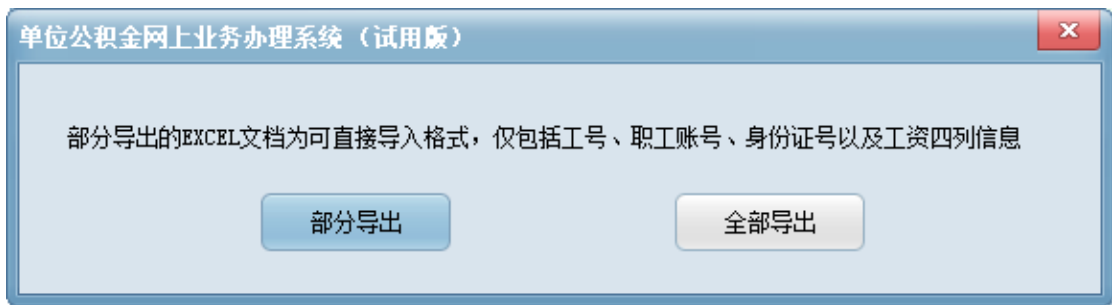 单位公积金网上业务办理系统（试用版）
部分导出的EXCEL文档为可直接导入格式，仅包括工号、职工账号、身份证号以及工资四列信息
部分导出
全部导出